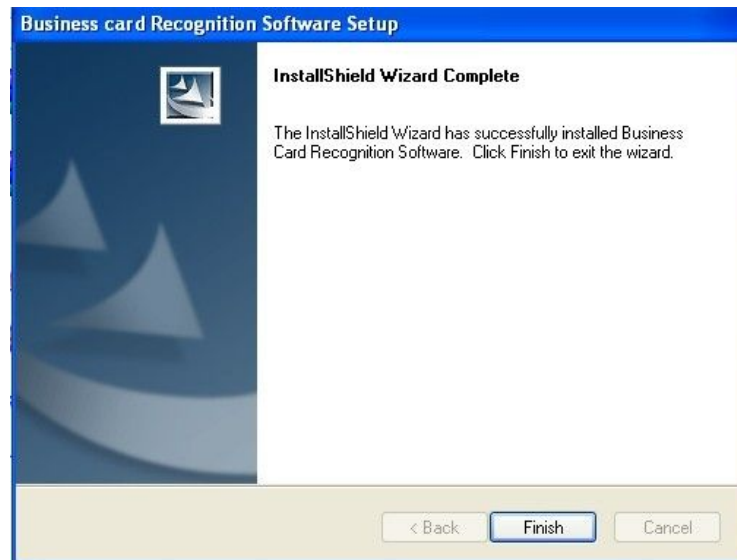 Business card Recognition Software Setup
InstallShield Wizard Complete
The InstallShield Wizard has successfully installed Business
Card Recognition Software. Click Finish to exit the wizard.
< Back
Finish
Cancel